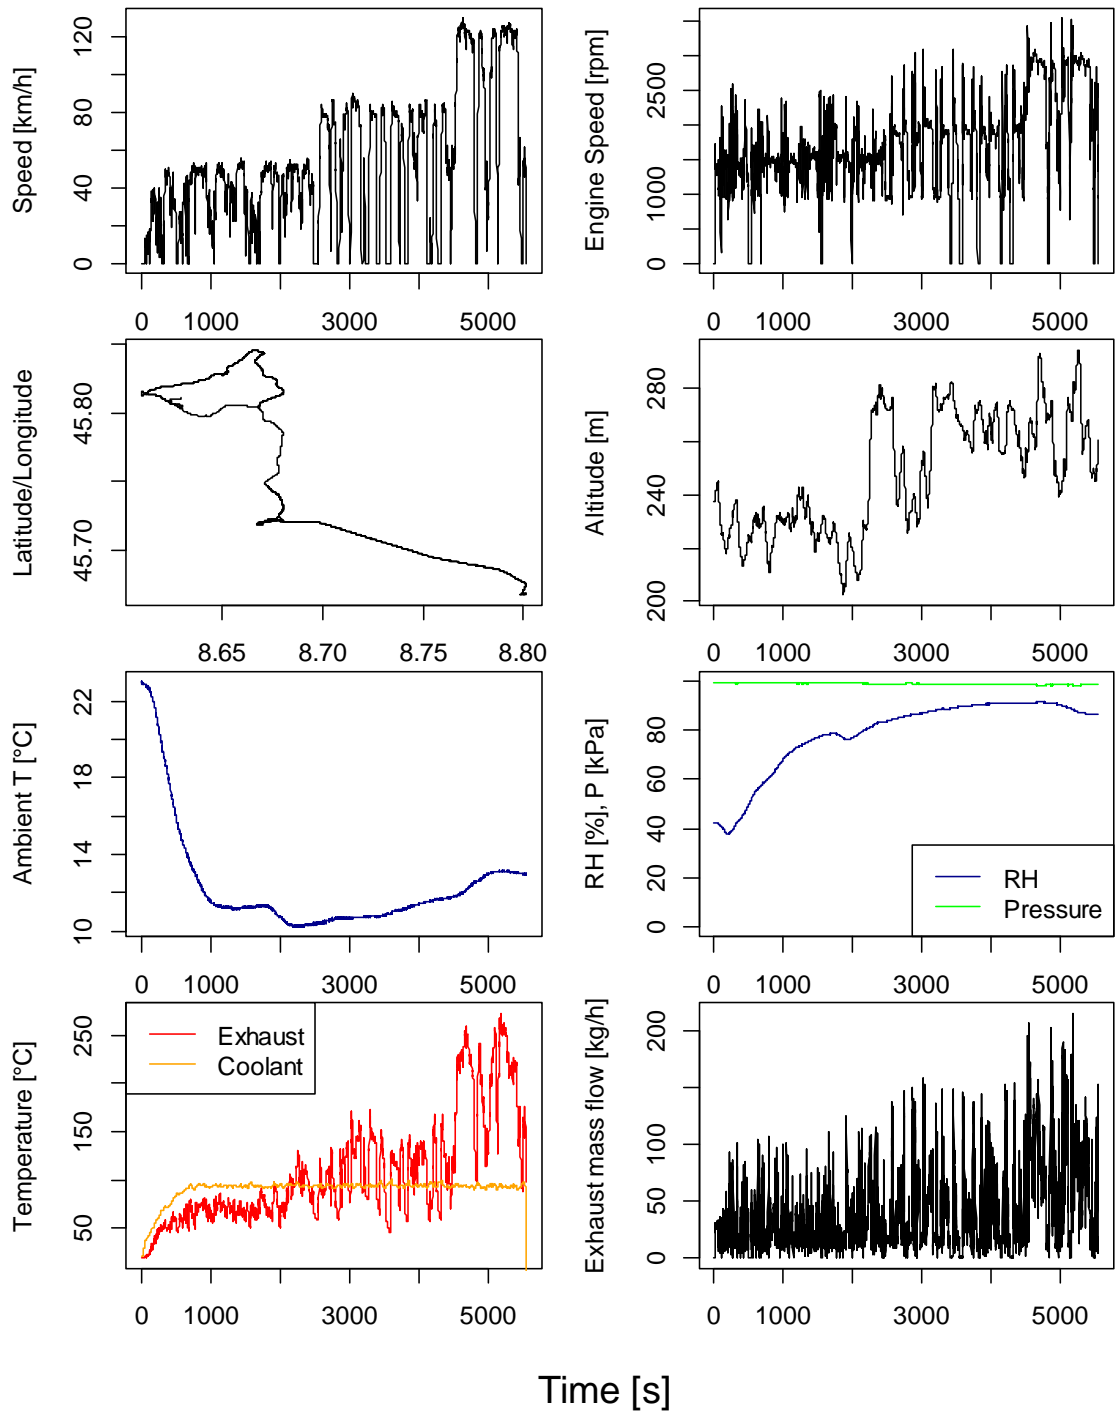 Speed [km/h]
0 40 80 120
Engine Speed [rpm]
0 1000 2500
0 1000 3000 5000
0 1000 3000 5000
Latitude/Longitude
45.70 45.80
Altitude [m]
200 240 280
8.65 8.70 8.75 8.80
0 1000 3000 5000
Ambient T [°C]
10 14 18 22
RH [%], P [kPa]
0 20 40 60 80
RH
Pressure
0 1000 3000 5000
0 1000 3000 5000
Temperature [°C]
50 150 250
Exhaust
Coolant
Exhaust mass flow [kg/h]
0 50 100 200
0 1000 3000 5000
0 1000 3000 5000
Time [s]